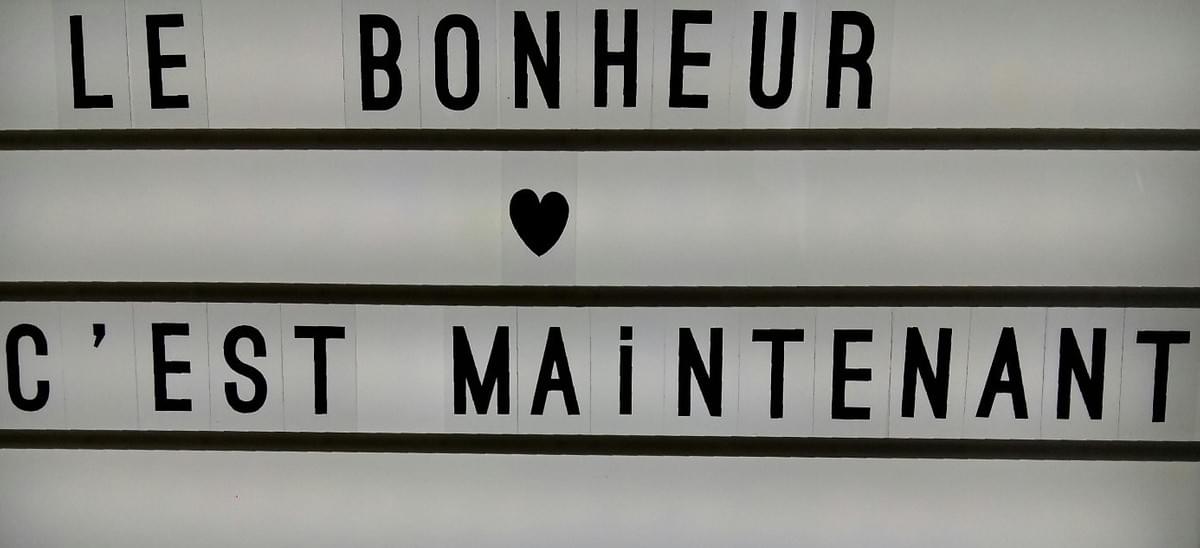 LE BONHEUR
♥
C'EST MAiNTENANT